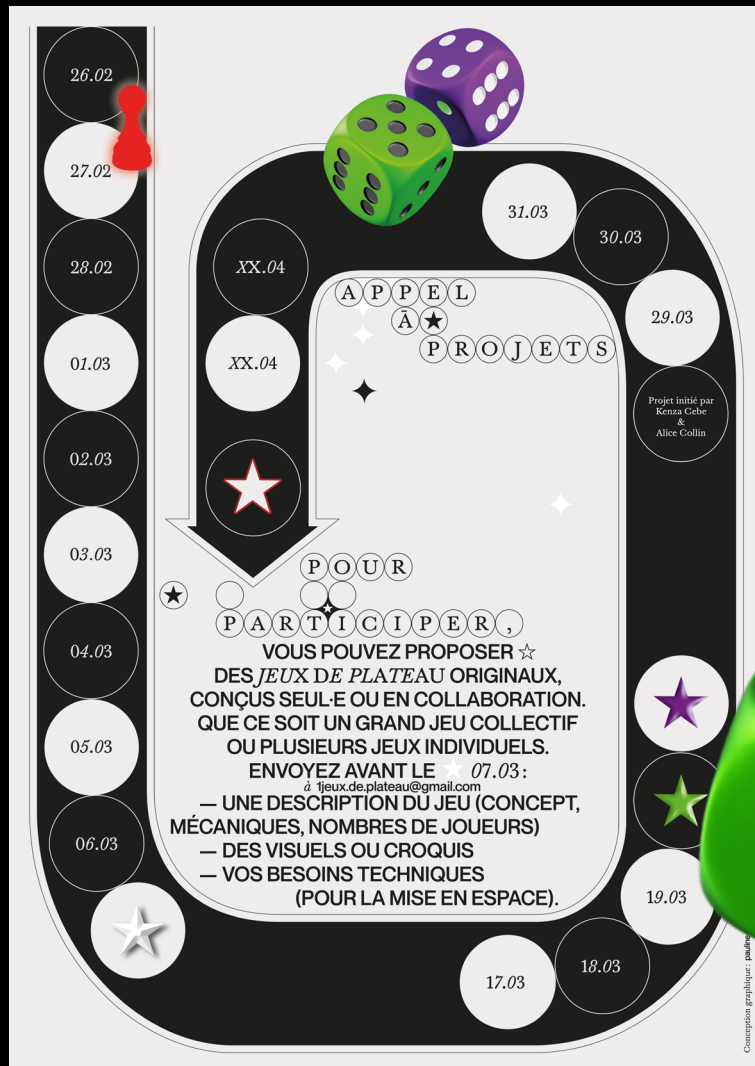 26.02
27.02
28.02
01.03
02.03
03.03
04.03
05.03
06.03
17.03
18.03
19.03
Projet initié par
Kenza Cebe
&
Alice Collin
29.03
30.03
31.03
XX.04
XX.04
APPEL
Ā
PROJETS
POUR
PARTICIPER,
VOUS POUVEZ PROPOSER ☆
DES JEUX DE PLATEAU ORIGINAUX,
CONÇUS SEUL·E OU EN COLLABORATION.
QUE CE SOIT UN GRAND JEU COLLECTIF
OU PLUSIEURS JEUX INDIVIDUELS.
ENVOYEZ AVANT LE ★ 07.03 :
à 1jeux.de.plateau@gmail.com
— UNE DESCRIPTION DU JEU (CONCEPT,
MÉCANIQUES, NOMBRES DE JOUEURS)
— DES VISUELS OU CROQUIS
— VOS BESOINS TECHNIQUES
(POUR LA MISE EN ESPACE).
Conception graphique : pauline